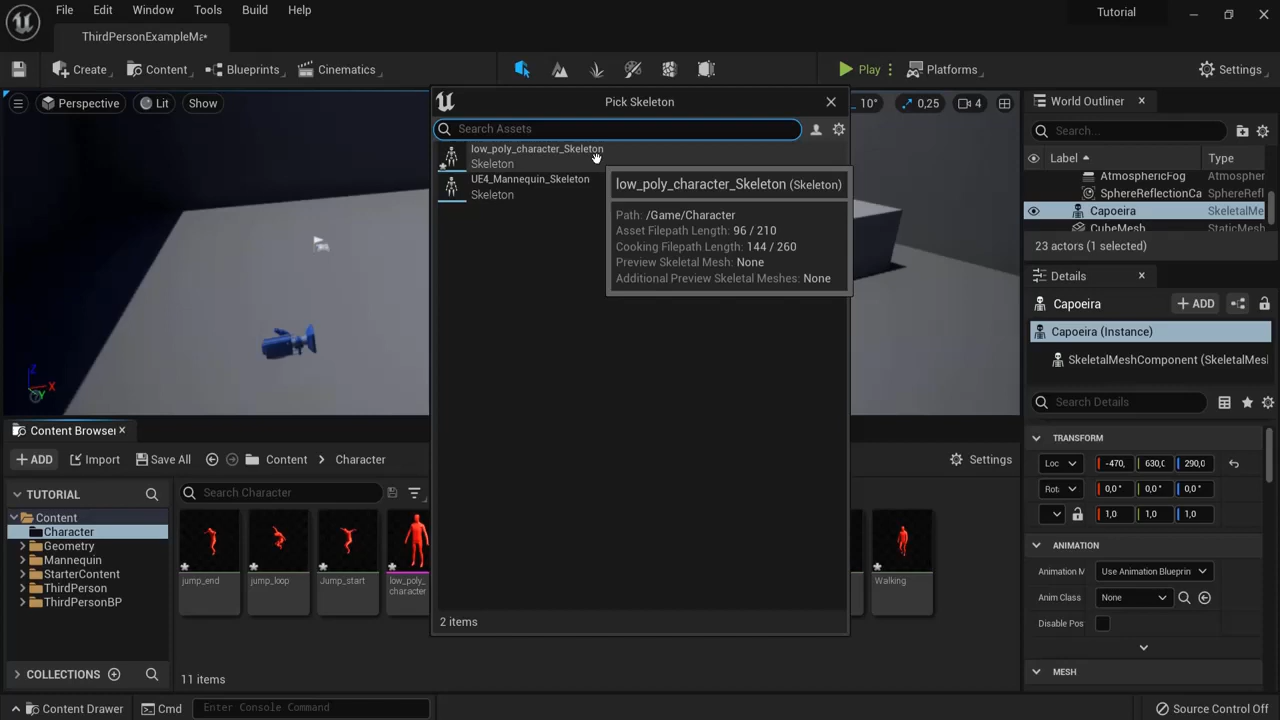 File Edit Window Tools Build Help Tutorial
ThirdPersonExampleMa*
Create Content Blueprints Cinematics Play Platforms Settings
Perspective Lit Show Pick Skeleton 10° 0,25 4 World Outliner
Search Assets Search...
low_poly_character_Skeleton
Skeleton
UE4_Mannequin_Skeleton
Skeleton
low_poly_character_Skeleton (Skeleton)
Path: /Game/Character
Asset Filepath Length: 96 / 210
Cooking Filepath Length: 144 / 260
Preview Skeletal Mesh: None
Additional Preview Skeletal Meshes: None
Label Type
AtmosphericFog
SphereReflectionCa SphereRefl
Capoeira SkeletalMe
CubeMesh StaticMesh
23 actors (1 selected)
Details
Capoeira ADD
Capoeira (Instance)
SkeletalMeshComponent (SkeletalMesl
Search Details
TRANSFORM
Loc -470, 630,0 290,0
Rot 0,0° 0,0° 0,0°
1,0 1,0 1,0
ANIMATION
Animation M Use Animation Blueprin
Anim Class None
Disable Pos
MESH
Z X Y
Content Browser
ADD Import Save All Content Character Settings
TUTORIAL Search Character
Content
Character
Geometry
Mannequin
StarterContent
ThirdPerson
ThirdPersonBP
jump_end jump_loop Jump_start low_poly_ Walking
character
2 items
COLLECTIONS 11 items
Content Drawer Cmd Enter Console Command Source Control Off